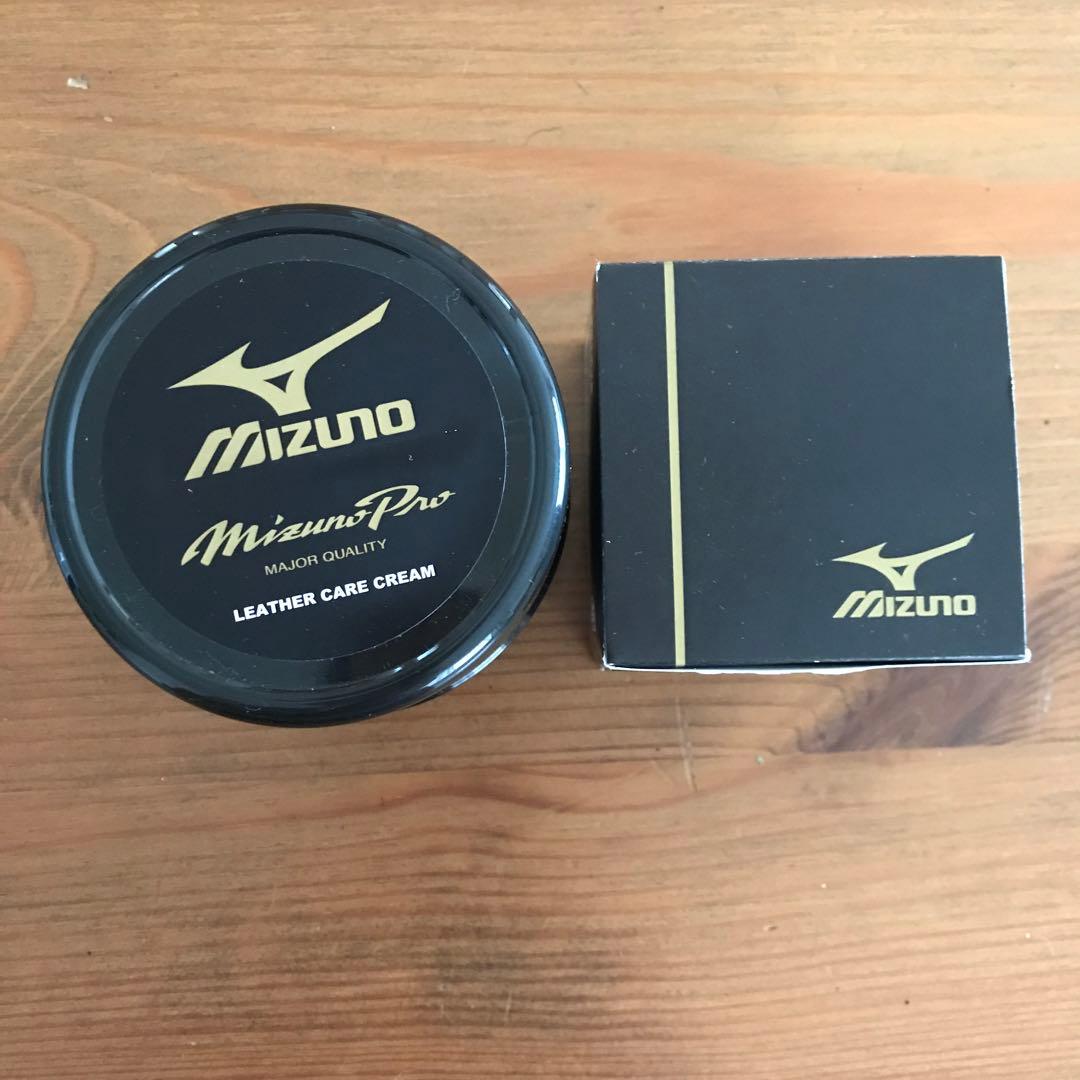 MIZUNO
Mizuno Pro
MAJOR QUALITY
LEATHER CARE CREAM
MIZUNO